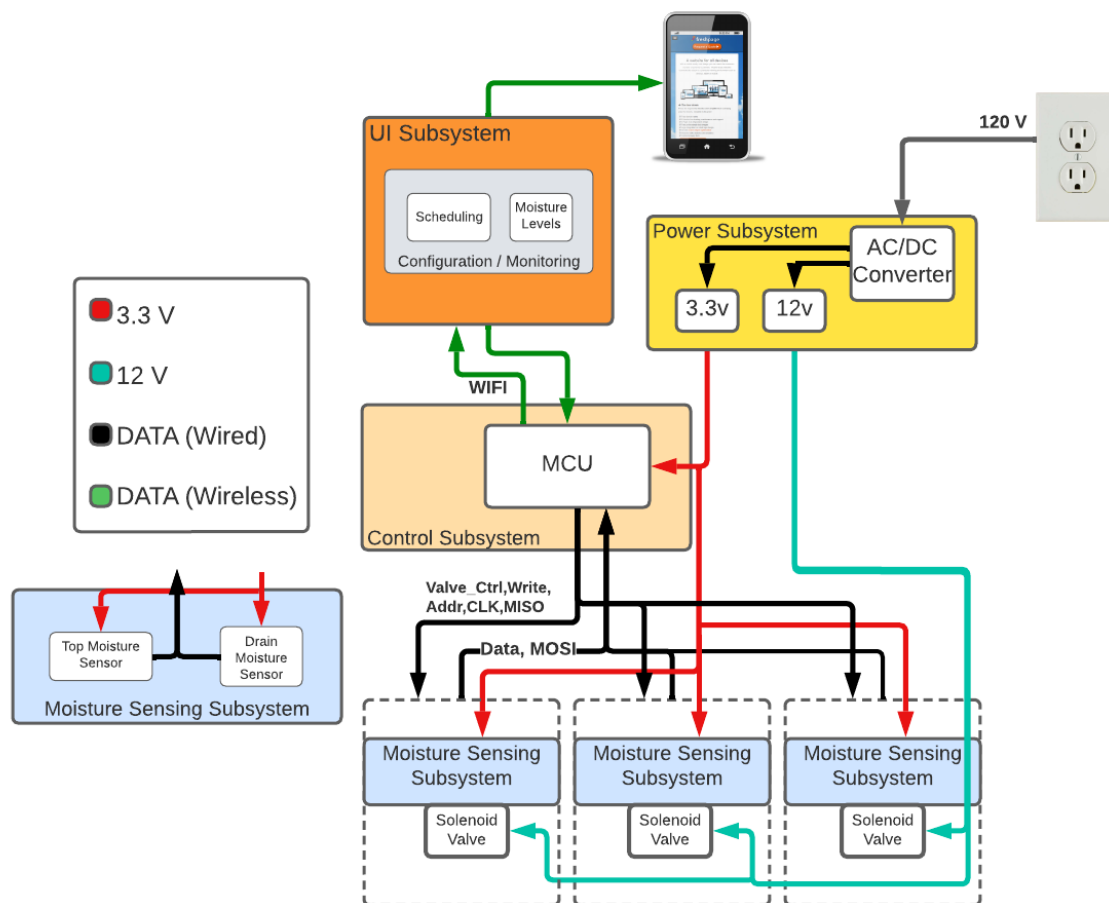 UI Subsystem
Scheduling
Moisture
Levels
Configuration / Monitoring
120 V
Power Subsystem
AC/DC
Converter
3.3v
12v
3.3 V
12 V
DATA (Wired)
DATA (Wireless)
WIFI
MCU
Control Subsystem
Valve_Ctrl,Write,
Addr,CLK,MISO
Data, MOSI
Top Moisture
Sensor
Drain
Moisture
Sensor
Moisture Sensing Subsystem
Moisture Sensing
Subsystem
Solenoid
Valve
Moisture Sensing
Subsystem
Solenoid
Valve
Moisture Sensing
Subsystem
Solenoid
Valve